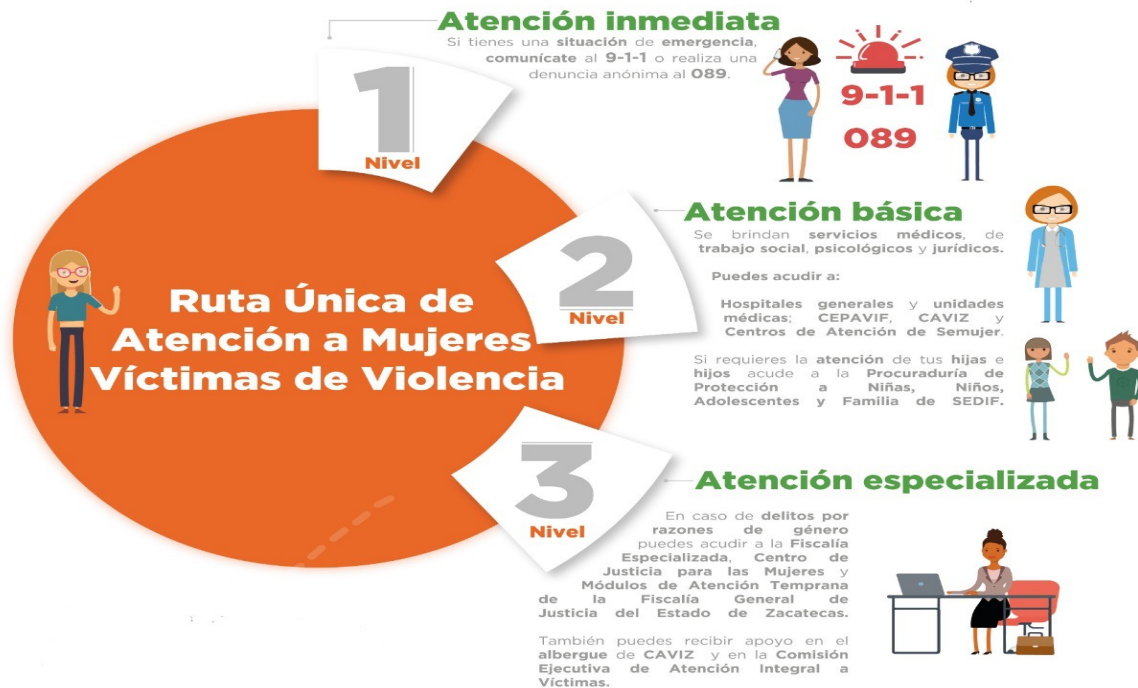 Atención inmediata
Si tienes una situación de emergencia,
comunícate al 9-1-1 o realiza una
denuncia anónima al 089.
9-1-1
089
1
Nivel
Atención básica
Se brindan servicios médicos, de
trabajo social, psicológicos y jurídicos.
Puedes acudir a:
Hospitales generales y unidades
médicas; CEPAVIF, CAVIZ y
Centros de Atención de Semujer.
Si requieres la atención de tus hijas e
hijos acude a la Procuraduría de
Protección a Niñas, Niños,
Adolescentes y Familia de SEDIF.
2
Nivel
Ruta Única de
Atención a Mujeres
Víctimas de Violencia
3
Nivel
Atención especializada
En caso de delitos por
razones de género
puedes acudir a la Fiscalía
Especializada, Centro de
Justicia para las Mujeres y
Módulos de Atención Temprana
de la Fiscalía General de
Justicia del Estado de Zacatecas.
También puedes recibir apoyo en el
albergue de CAVIZ y en la Comisión
Ejecutiva de Atención Integral a
Víctimas.